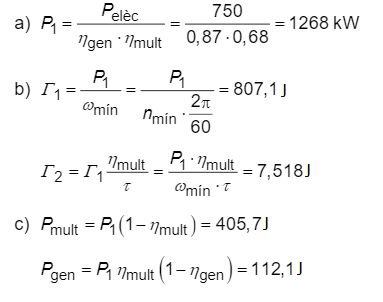 a) P₁ = Pelèc / (ηgen · ηmult) = 750 / (0,87·0,68) = 1268 kW
b) Γ₁ = P₁ / ωmín = P₁ / (nmín · 2π/60) = 807,1 J
Γ₂ = Γ₁ ηmult / τ = P₁ · ηmult / (ωmín · τ) = 7,518 J
c) Pmult = P₁(1 − ηmult) = 405,7 J
Pgen = P₁ ηmult (1 − ηgen) = 112,1 J